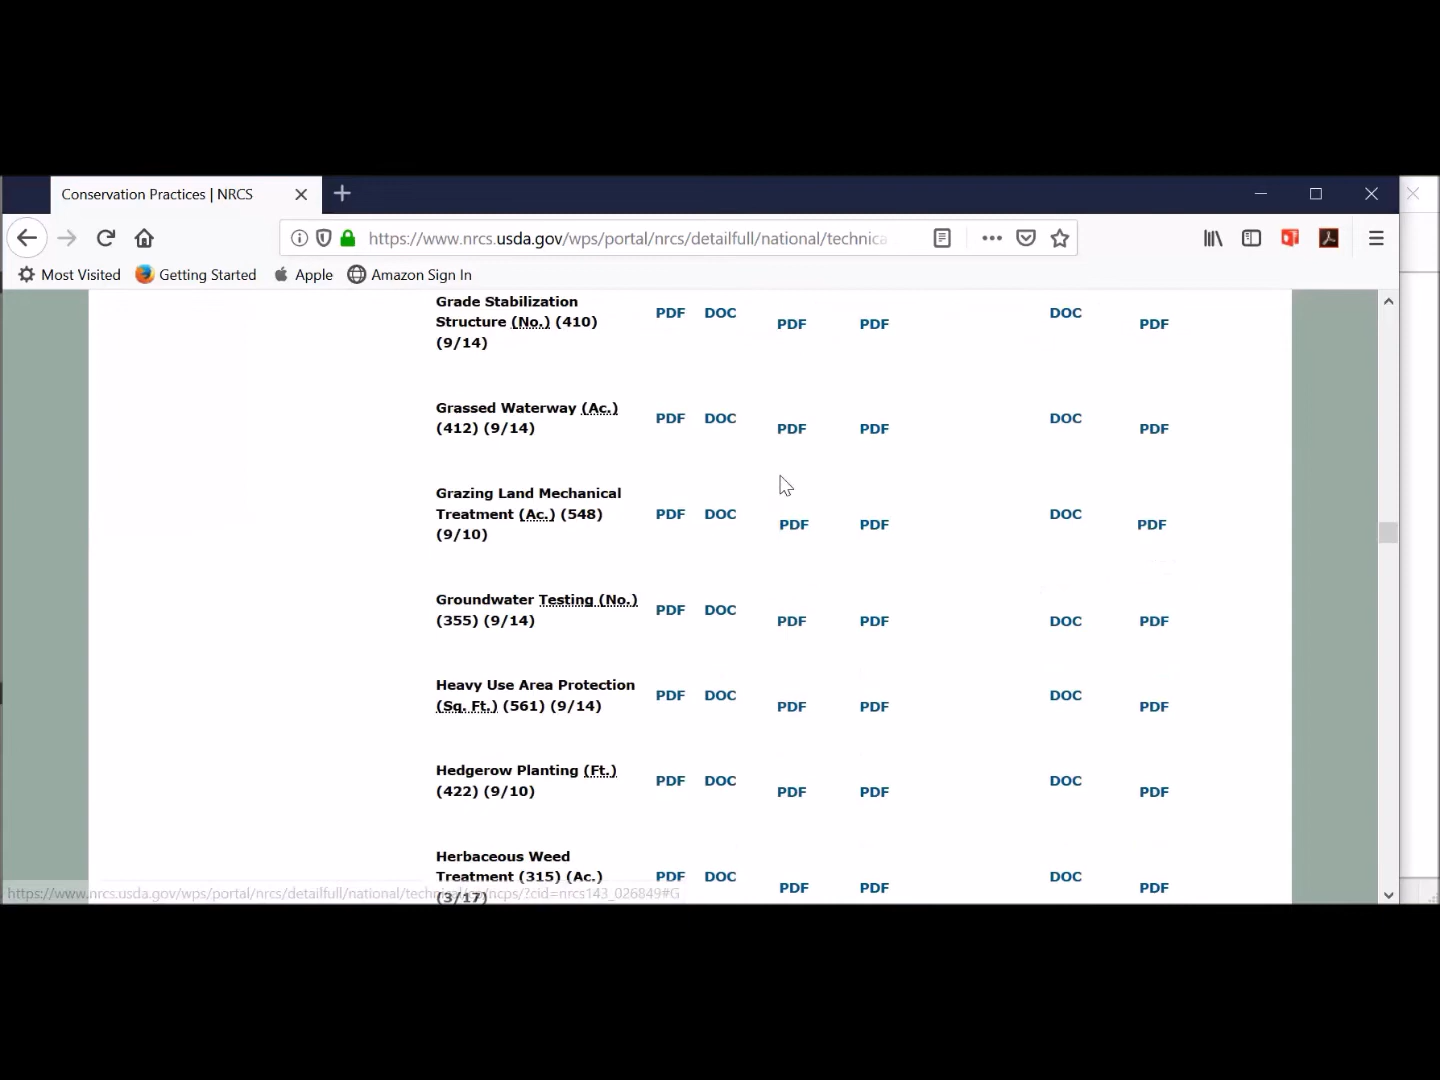 Conservation Practices | NRCS
https://www.nrcs.usda.gov/wps/portal/nrcs/detailfull/national/technica
Most Visited Getting Started Apple Amazon Sign In
Grade Stabilization
Structure (No.) (410)
(9/14)
PDF DOC PDF PDF DOC PDF
Grassed Waterway (Ac.)
(412) (9/14)
PDF DOC PDF PDF DOC PDF
Grazing Land Mechanical
Treatment (Ac.) (548)
(9/10)
PDF DOC PDF PDF DOC PDF
Groundwater Testing (No.)
(355) (9/14)
PDF DOC PDF PDF DOC PDF
Heavy Use Area Protection
(Sq. Ft.) (561) (9/14)
PDF DOC PDF PDF DOC PDF
Hedgerow Planting (Ft.)
(422) (9/10)
PDF DOC PDF PDF DOC PDF
Herbaceous Weed
Treatment (315) (Ac.)
(3/17)
PDF DOC PDF PDF DOC PDF